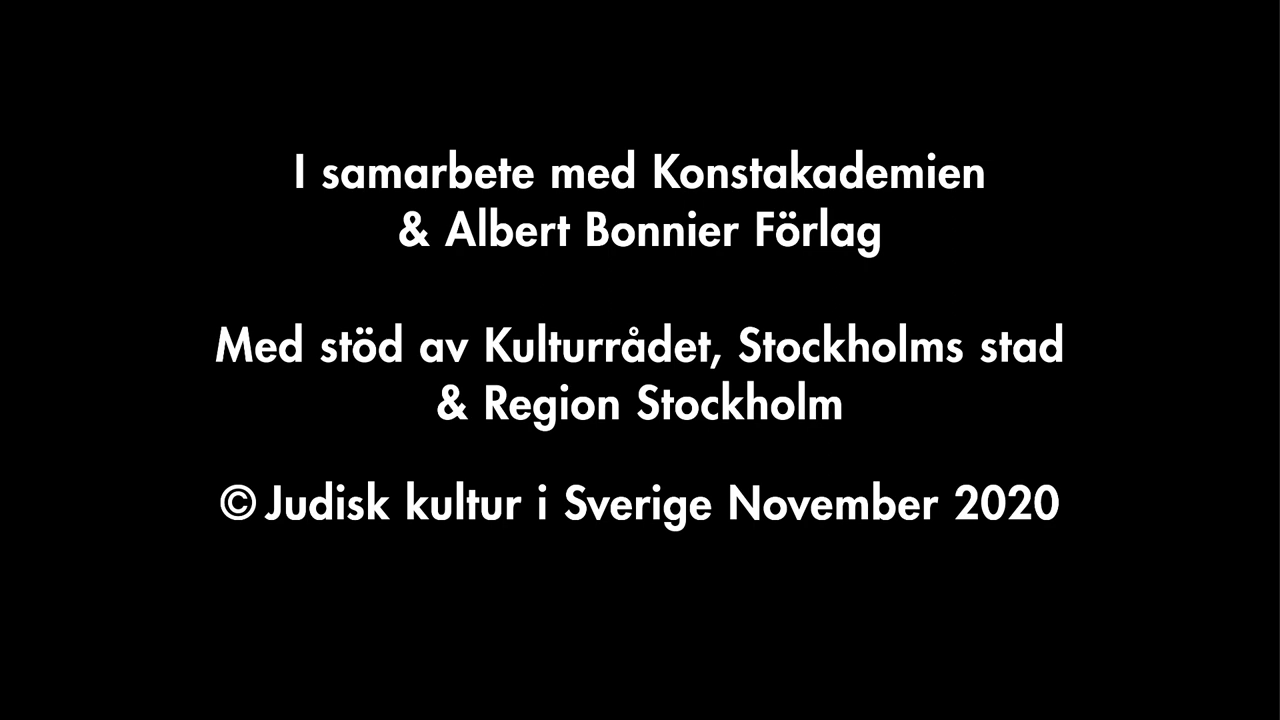 I samarbete med Konstakademien
& Albert Bonnier Förlag
Med stöd av Kulturrådet, Stockholms stad
& Region Stockholm
© Judisk kultur i Sverige November 2020